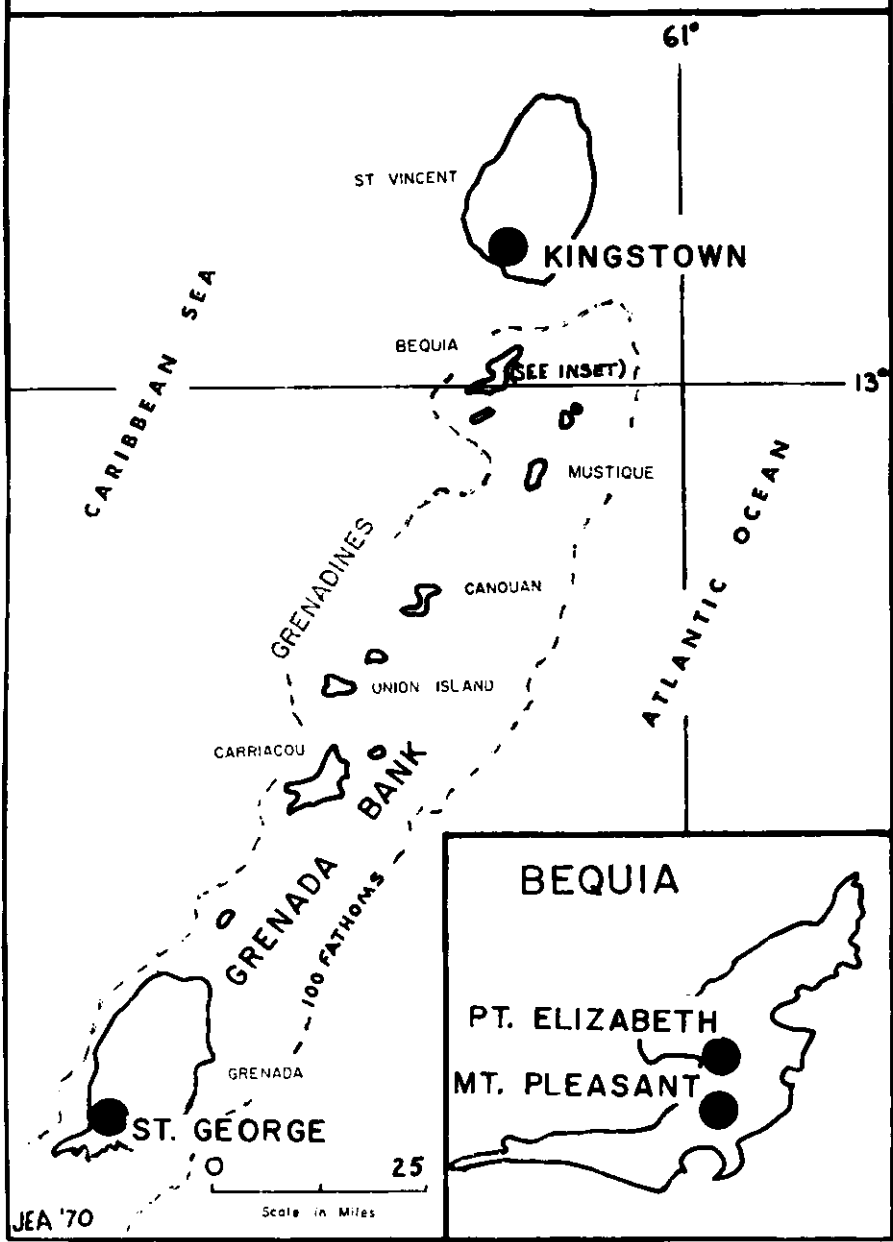 61°
ST VINCENT
KINGSTOWN
CARIBBEAN SEA
BEQUIA
(SEE INSET)
13°
MUSTIQUE
ATLANTIC OCEAN
GRENADINES
CANOUAN
UNION ISLAND
CARRIACOU
GRENADA BANK
100 FATHOMS
GRENADA
ST. GEORGE
0 25
Scale in Miles
JEA '70
BEQUIA
PT. ELIZABETH
MT. PLEASANT